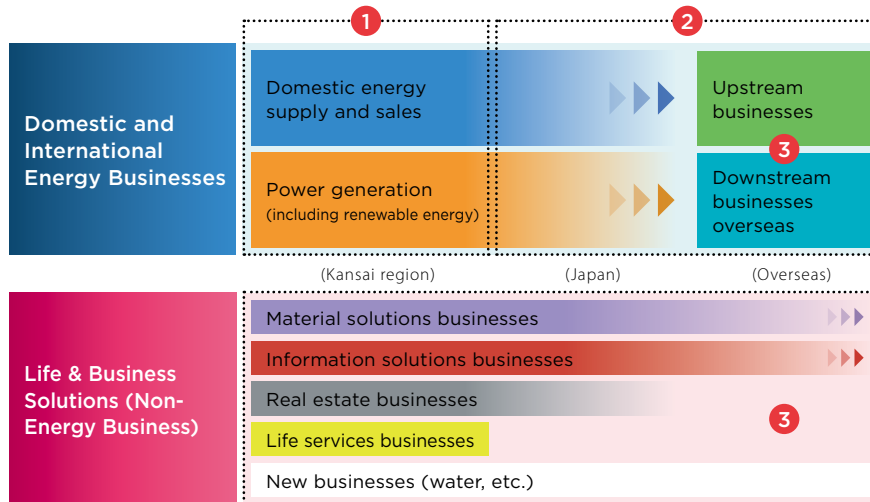 1
2
Domestic and
International
Energy Businesses
Domestic energy
supply and sales
Upstream
businesses
3
Power generation
(including renewable energy)
Downstream
businesses
overseas
(Kansai region)
(Japan)
(Overseas)
Life & Business
Solutions (Non-
Energy Business)
Material solutions businesses
Information solutions businesses
Real estate businesses
3
Life services businesses
New businesses (water, etc.)